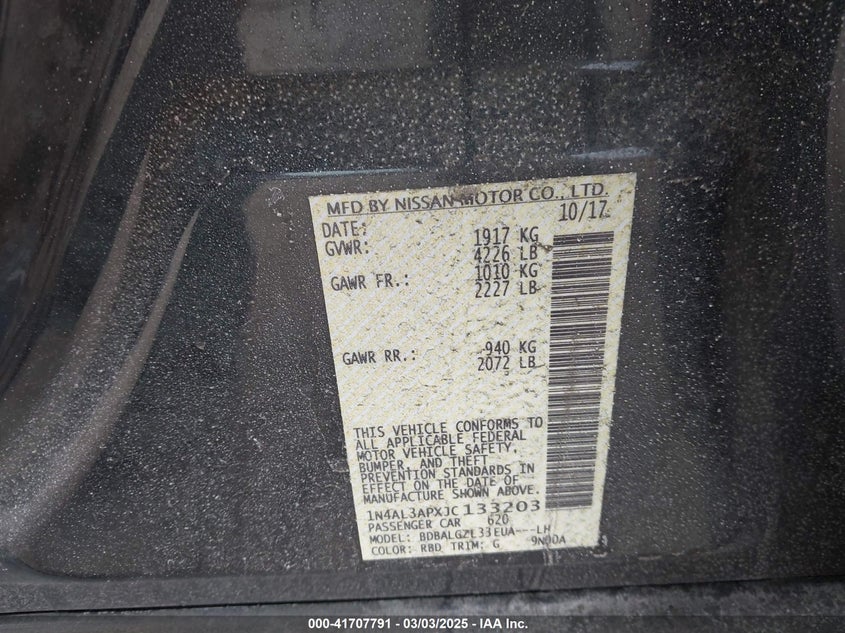 MFD BY NISSAN MOTOR CO., LTD.
DATE: 10/17
GVWR: 1917 KG
4226 LB
GAWR FR.: 1010 KG
2227 LB
GAWR RR.: 940 KG
2072 LB
THIS VEHICLE CONFORMS TO
ALL APPLICABLE FEDERAL
MOTOR VEHICLE SAFETY,
BUMPER, AND THEFT
PREVENTION STANDARDS IN
EFFECT ON THE DATE OF
MANUFACTURE SHOWN ABOVE.
1N4AL3APXJC133203
PASSENGER CAR 620
MODEL: BDBALGZL33EUA---LH
COLOR: RBD TRIM: G 9N00A
000-41707791 - 03/03/2025 - IAA Inc.